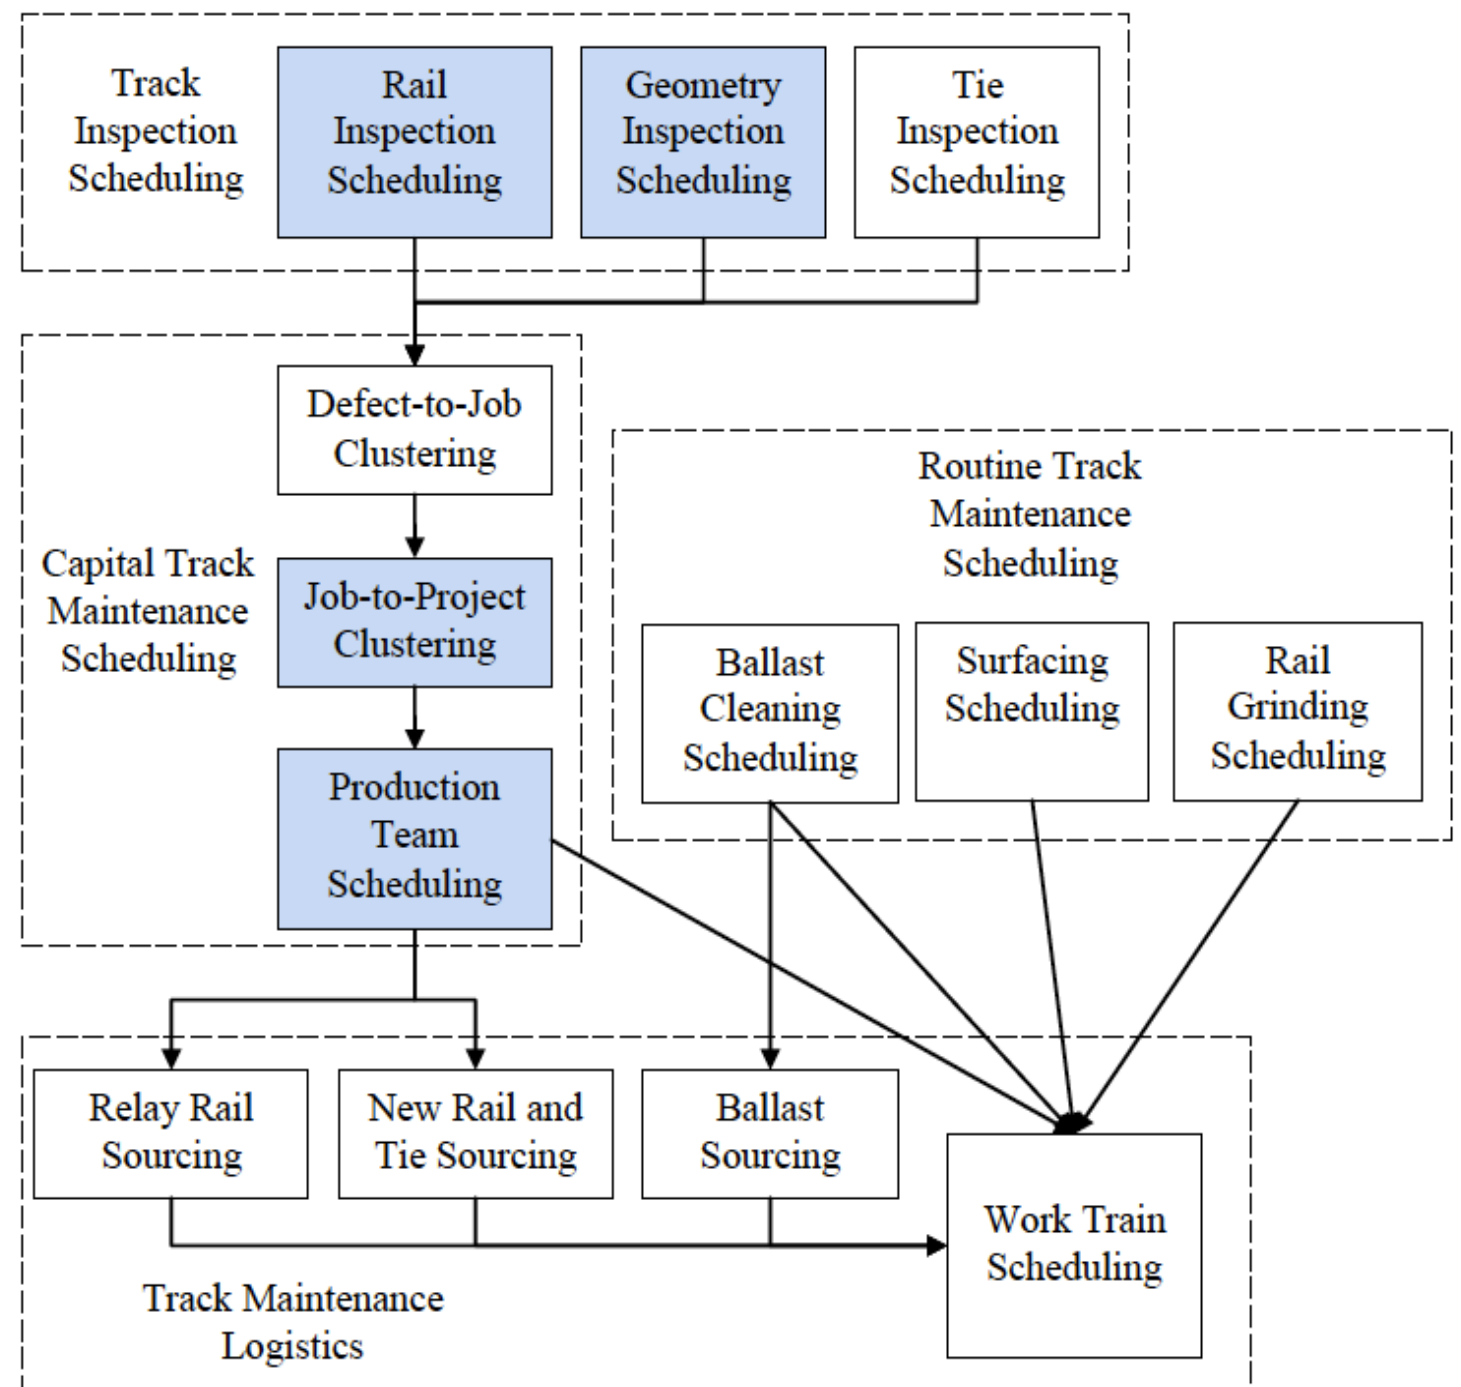 Track
Inspection
Scheduling
Rail
Inspection
Scheduling
Geometry
Inspection
Scheduling
Tie
Inspection
Scheduling
Defect-to-Job
Clustering
Capital Track
Maintenance
Scheduling
Job-to-Project
Clustering
Production
Team
Scheduling
Routine Track
Maintenance
Scheduling
Ballast
Cleaning
Scheduling
Surfacing
Scheduling
Rail
Grinding
Scheduling
Relay Rail
Sourcing
New Rail and
Tie Sourcing
Ballast
Sourcing
Work Train
Scheduling
Track Maintenance
Logistics